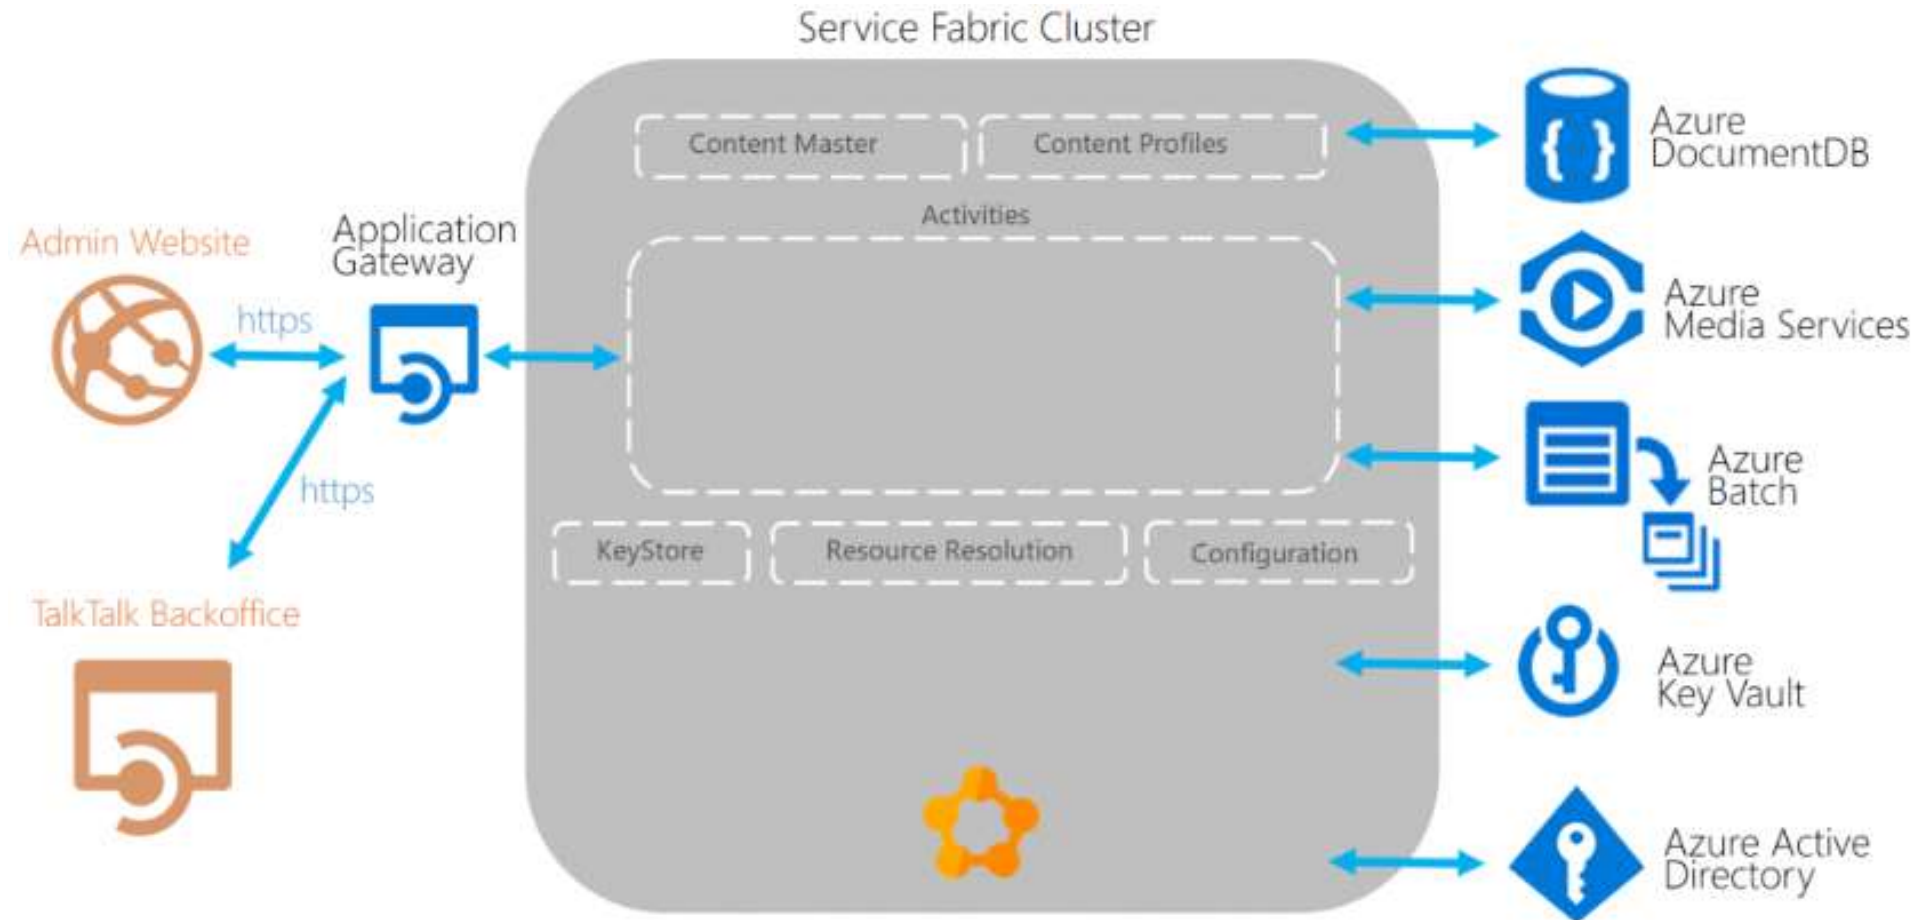 Service Fabric Cluster
Content Master
Content Profiles
Azure
DocumentDB
Activities
Admin Website
Application
Gateway
https
https
Azure
Media Services
Azure
Batch
KeyStore
Resource Resolution
Configuration
TalkTalk Backoffice
Azure
Key Vault
Azure Active
Directory